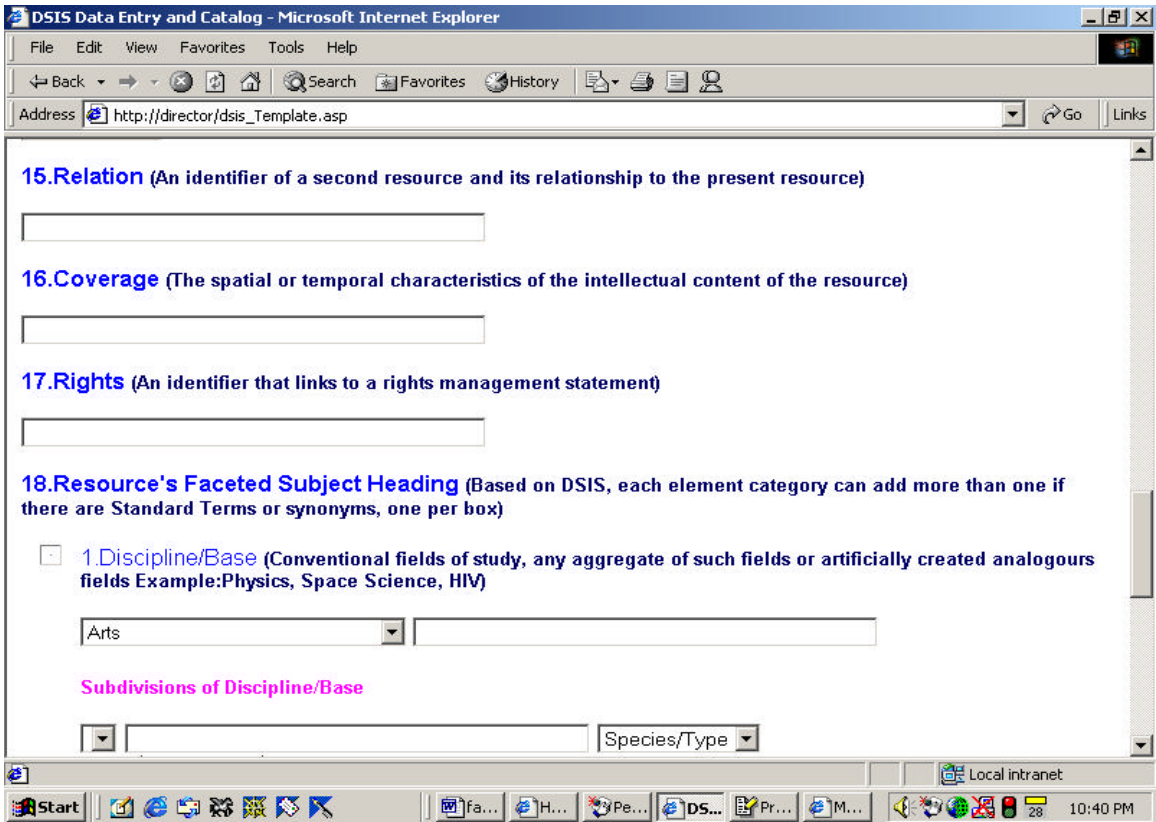 DSIS Data Entry and Catalog - Microsoft Internet Explorer
File Edit View Favorites Tools Help
Back Search Favorites History
Address http://director/dsis_Template.asp Go Links
15.Relation (An identifier of a second resource and its relationship to the present resource)
16.Coverage (The spatial or temporal characteristics of the intellectual content of the resource)
17.Rights (An identifier that links to a rights management statement)
18.Resource's Faceted Subject Heading (Based on DSIS, each element category can add more than one if
there are Standard Terms or synonyms, one per box)
1.Discipline/Base (Conventional fields of study, any aggregate of such fields or artificially created analogours
fields Example:Physics, Space Science, HIV)
Arts
Subdivisions of Discipline/Base
Species/Type
Local intranet
Start fa... H... Pe... DS... Pr... M... 28 10:40 PM